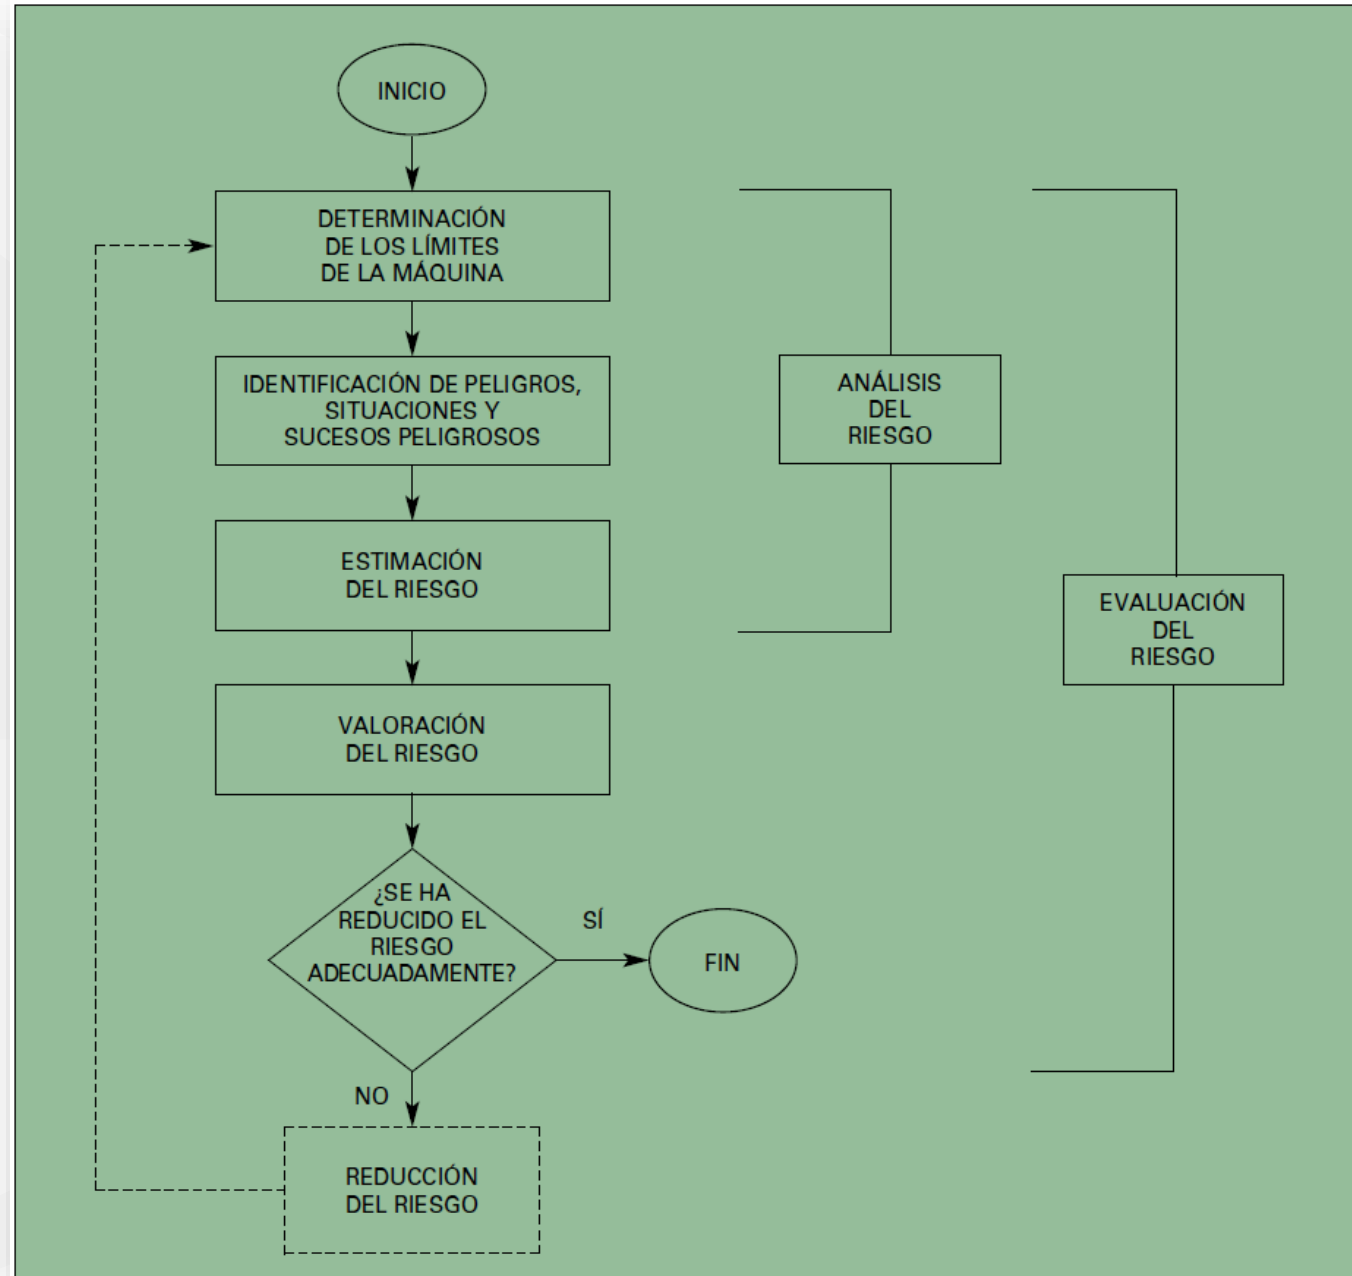 INICIO
DETERMINACIÓN
DE LOS LÍMITES
DE LA MÁQUINA
IDENTIFICACIÓN DE PELIGROS,
SITUACIONES Y
SUCESOS PELIGROSOS
ANÁLISIS
DEL
RIESGO
ESTIMACIÓN
DEL RIESGO
EVALUACIÓN
DEL
RIESGO
VALORACIÓN
DEL RIESGO
¿SE HA
REDUCIDO EL
RIESGO
ADECUADAMENTE?
SÍ
FIN
NO
REDUCCIÓN
DEL RIESGO